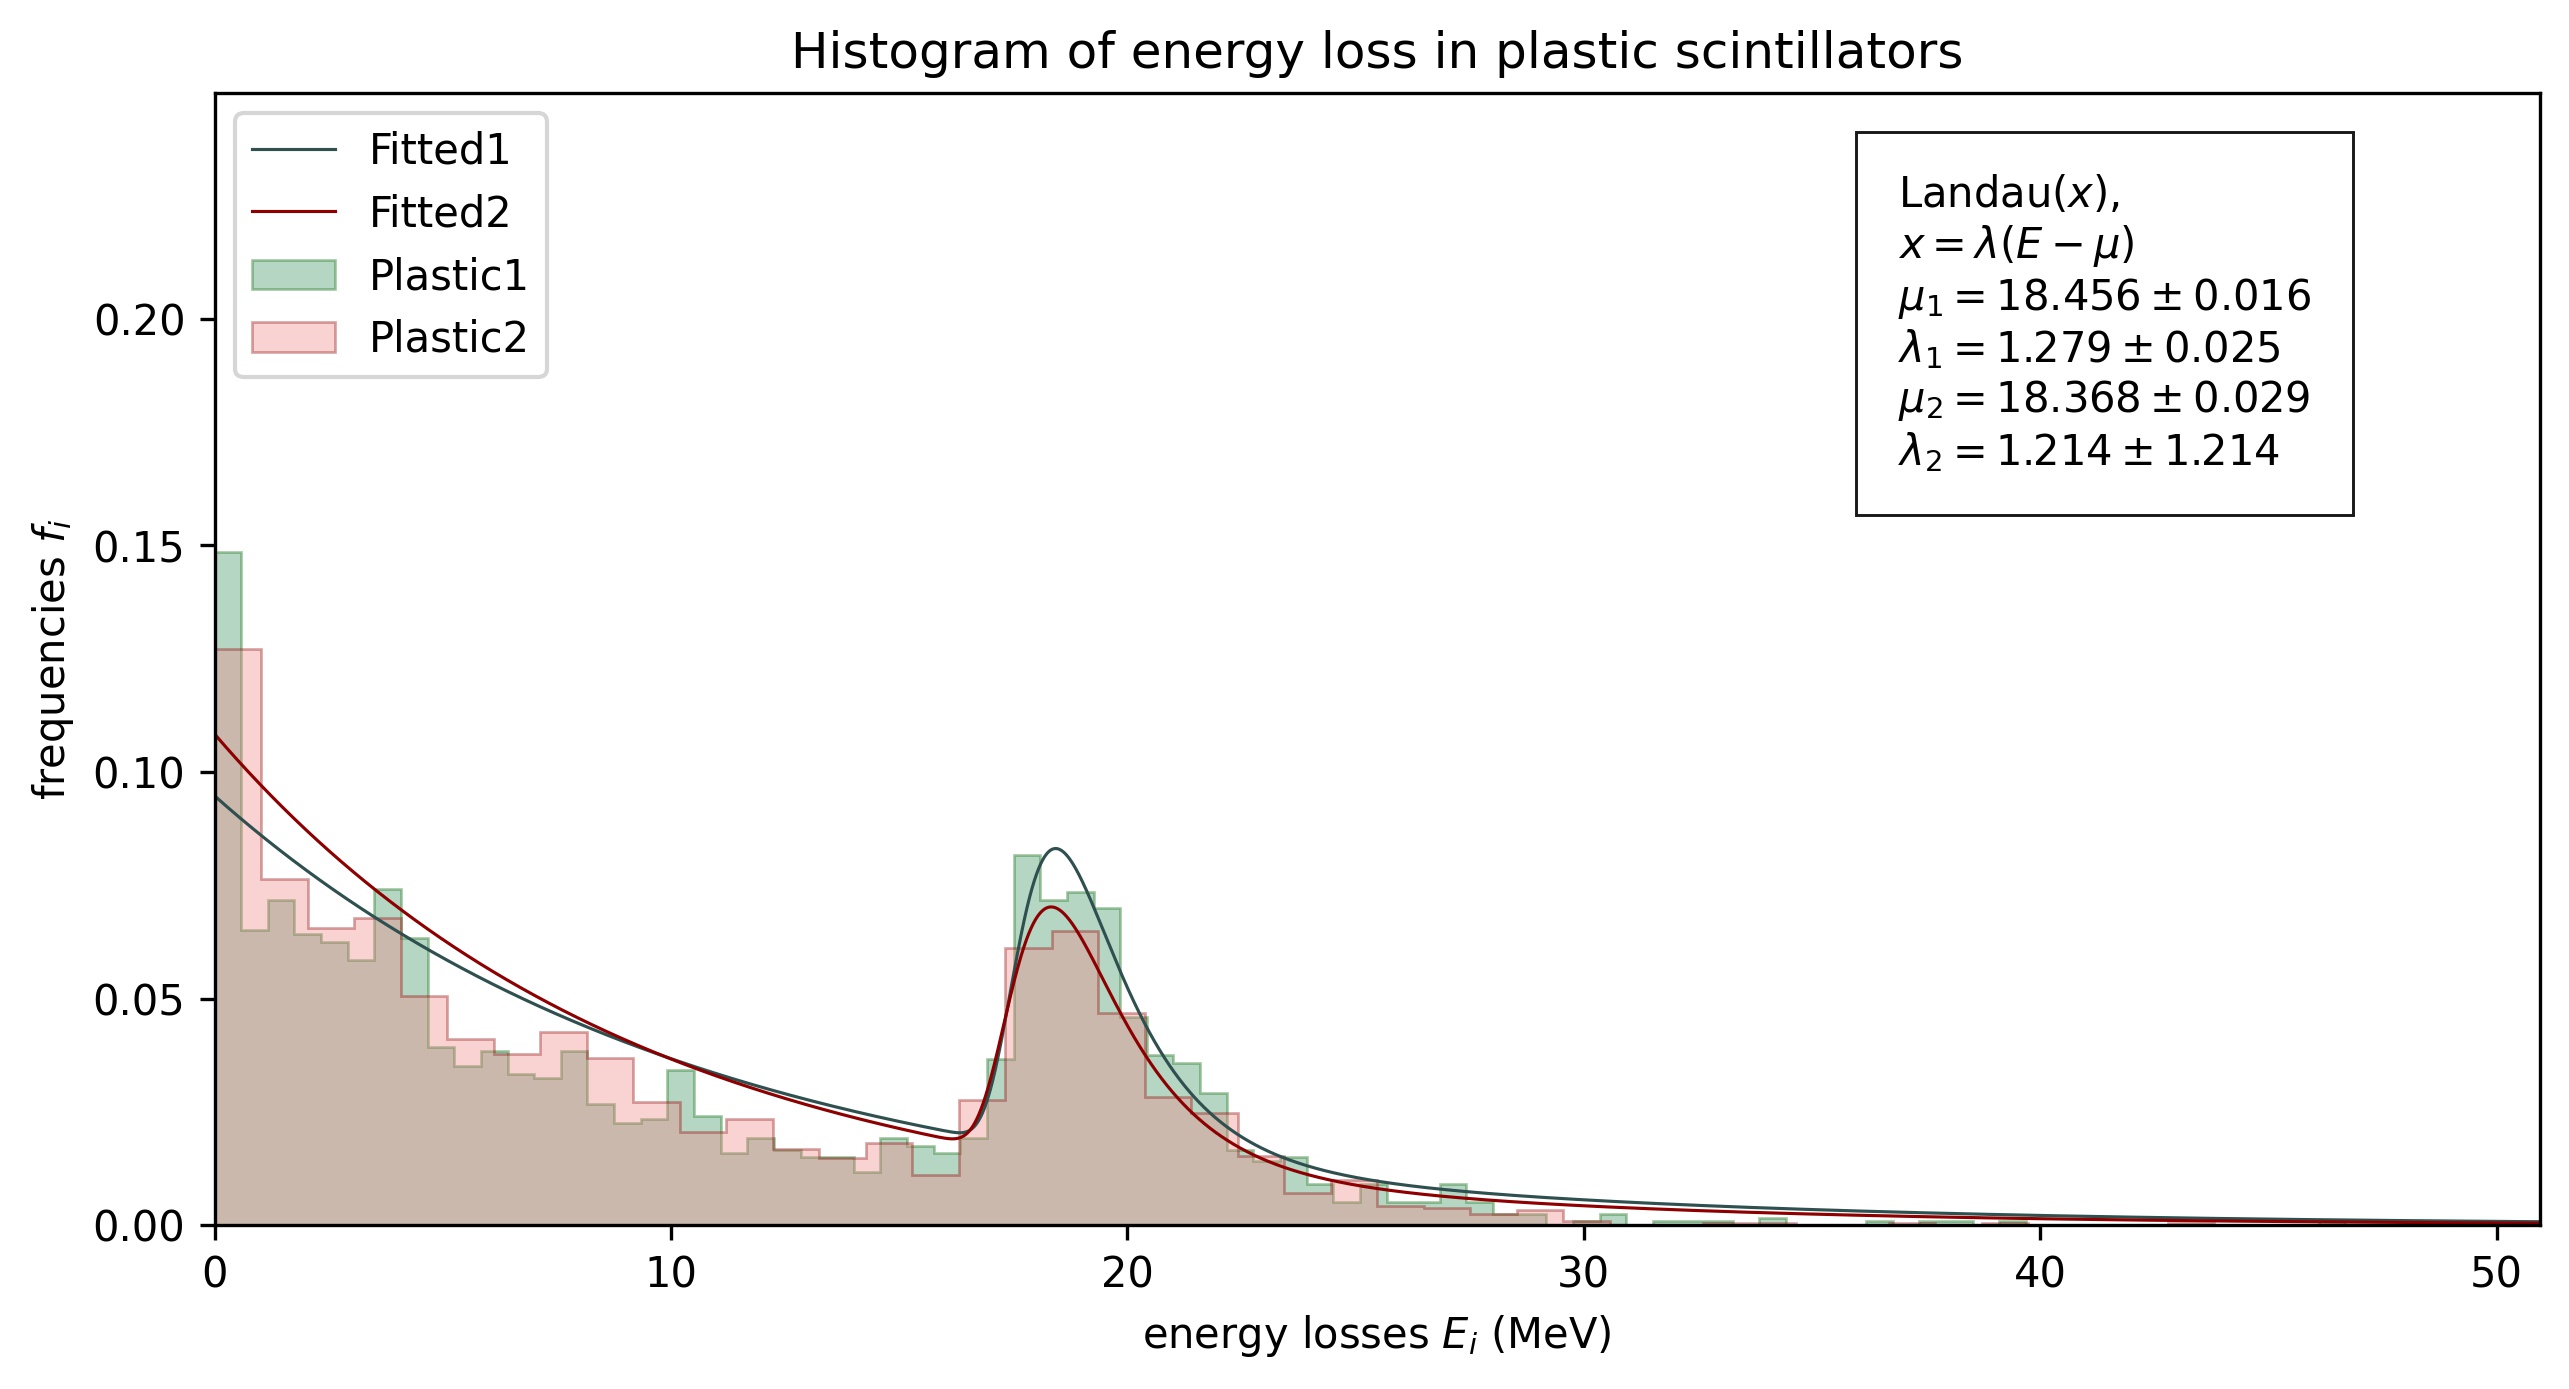 Histogram of energy loss in plastic scintillators
Fitted1
Fitted2
Plastic1
Plastic2
Landau(x),
x = λ(E − μ)
μ₁ = 18.456 ± 0.016
λ₁ = 1.279 ± 0.025
μ₂ = 18.368 ± 0.029
λ₂ = 1.214 ± 1.214
frequencies fᵢ
0.20
0.15
0.10
0.05
0.00
0 10 20 30 40 50
energy losses Eᵢ (MeV)